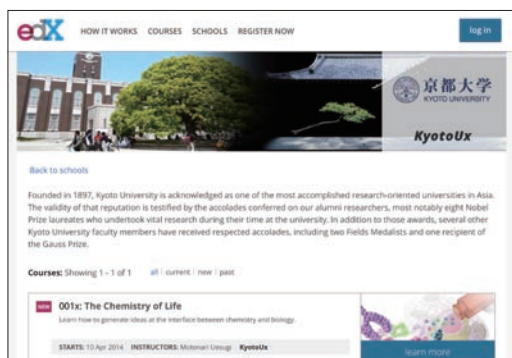 edX HOW IT WORKS COURSES SCHOOLS REGISTER NOW log in
京都大学
KYOTO UNIVERSITY
KyotoUx
Back to schools
Founded in 1897, Kyoto University is acknowledged as one of the most accomplished research-oriented universities in Asia.
The validity of that reputation is testified by the accolades conferred on our alumni researchers, most notably eight Nobel
Prize laureates who undertook vital research during their time at the university. In addition to those awards, several other
Kyoto University faculty members have received respected accolades, including two Fields Medalists and one recipient of
the Gauss Prize.
Courses: Showing 1 - 1 of 1 all | current | new | past
NEW 001x: The Chemistry of Life
Learn how to generate ideas at the interface between chemistry and biology.
STARTS: 10 Apr 2014 INSTRUCTORS: Motonari Uesugi KyotoUx
learn more